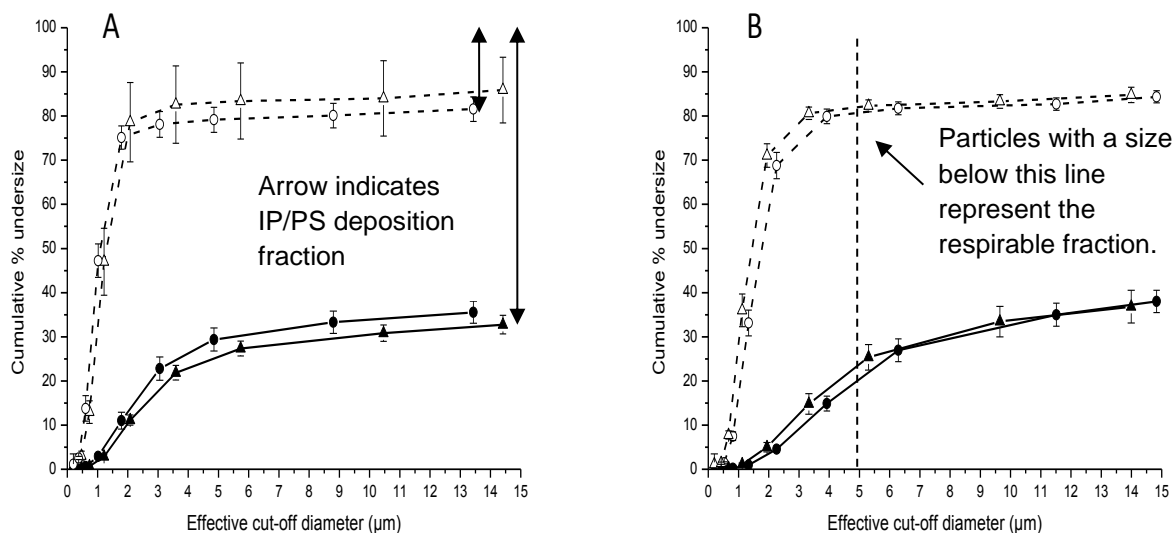 A
100
90
80
70
60
50
40
30
20
10
0
Cumulative % undersize
Arrow indicates
IP/PS deposition
fraction
0 1 2 3 4 5 6 7 8 9 10 11 12 13 14 15
Effective cut-off diameter (µm)
B
100
90
80
70
60
50
40
30
20
10
0
Cumulative % undersize
Particles with a size
below this line
represent the
respirable fraction.
0 1 2 3 4 5 6 7 8 9 10 11 12 13 14 15
Effective cut-off diameter (µm)